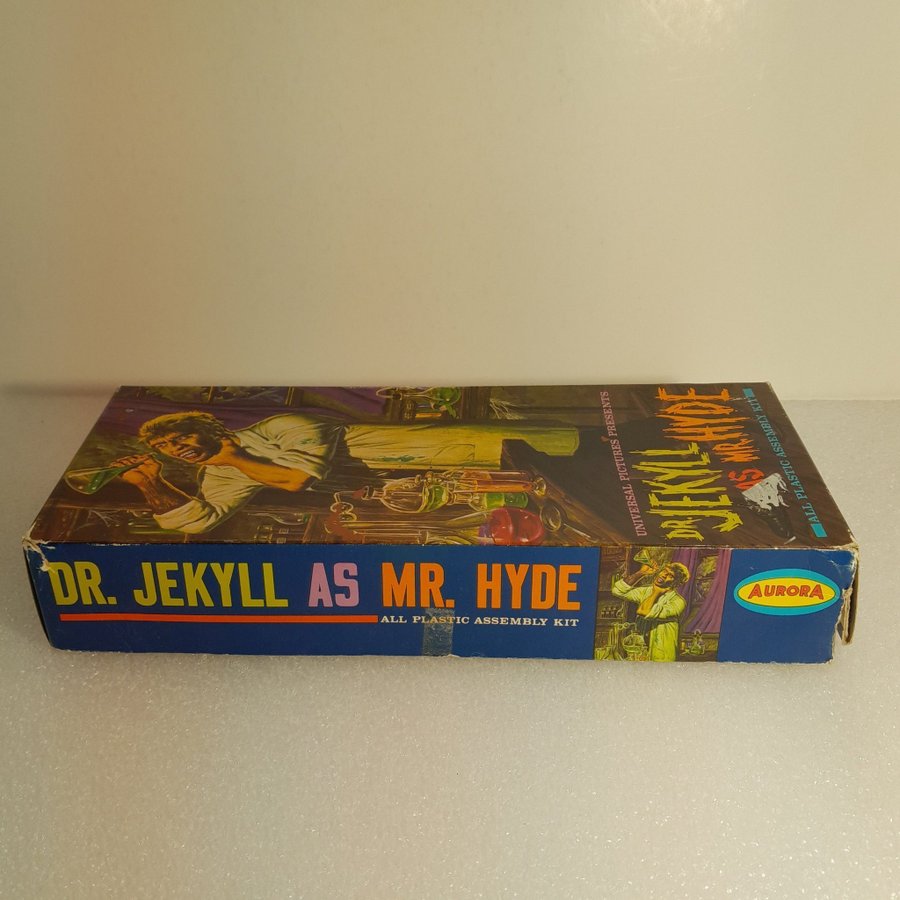 UNIVERSAL PICTURES PRESENTS
DR JEKYLL
AS MR. HYDE
ALL PLASTIC ASSEMBLY KIT
DR. JEKYLL AS MR. HYDE
ALL PLASTIC ASSEMBLY KIT
AURORA